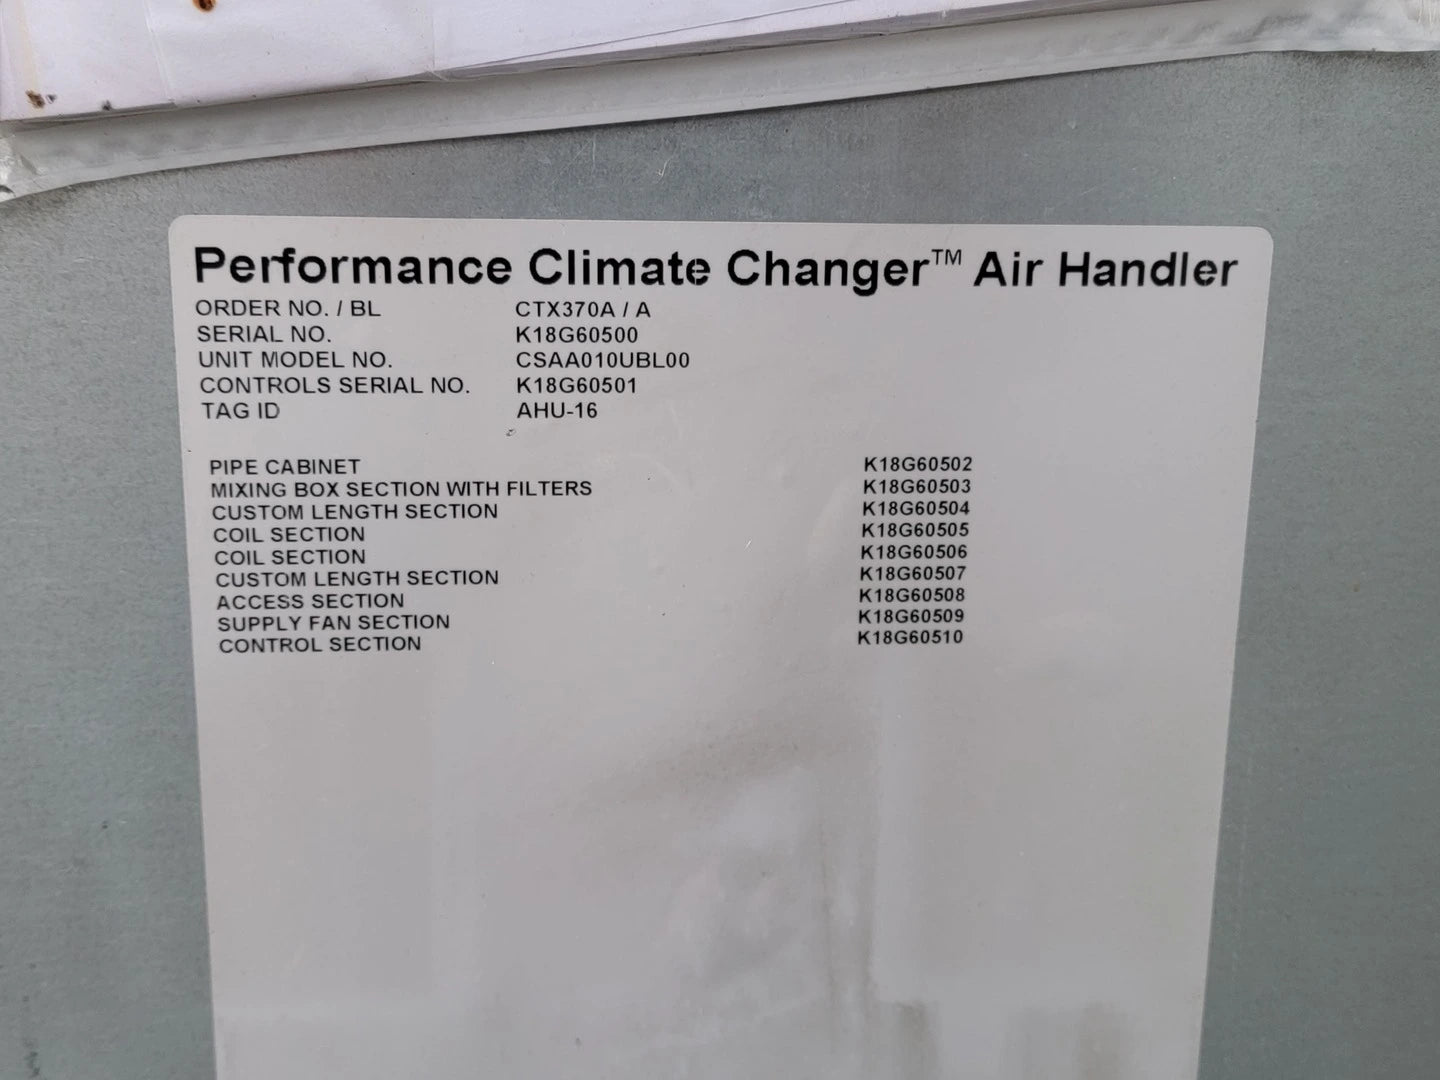 Performance Climate Changer™ Air Handler
ORDER NO. / BL CTX370A / A
SERIAL NO. K18G60500
UNIT MODEL NO. CSAA010UBL00
CONTROLS SERIAL NO. K18G60501
TAG ID AHU-16
PIPE CABINET K18G60502
MIXING BOX SECTION WITH FILTERS K18G60503
CUSTOM LENGTH SECTION K18G60504
COIL SECTION K18G60505
COIL SECTION K18G60506
CUSTOM LENGTH SECTION K18G60507
ACCESS SECTION K18G60508
SUPPLY FAN SECTION K18G60509
CONTROL SECTION K18G60510